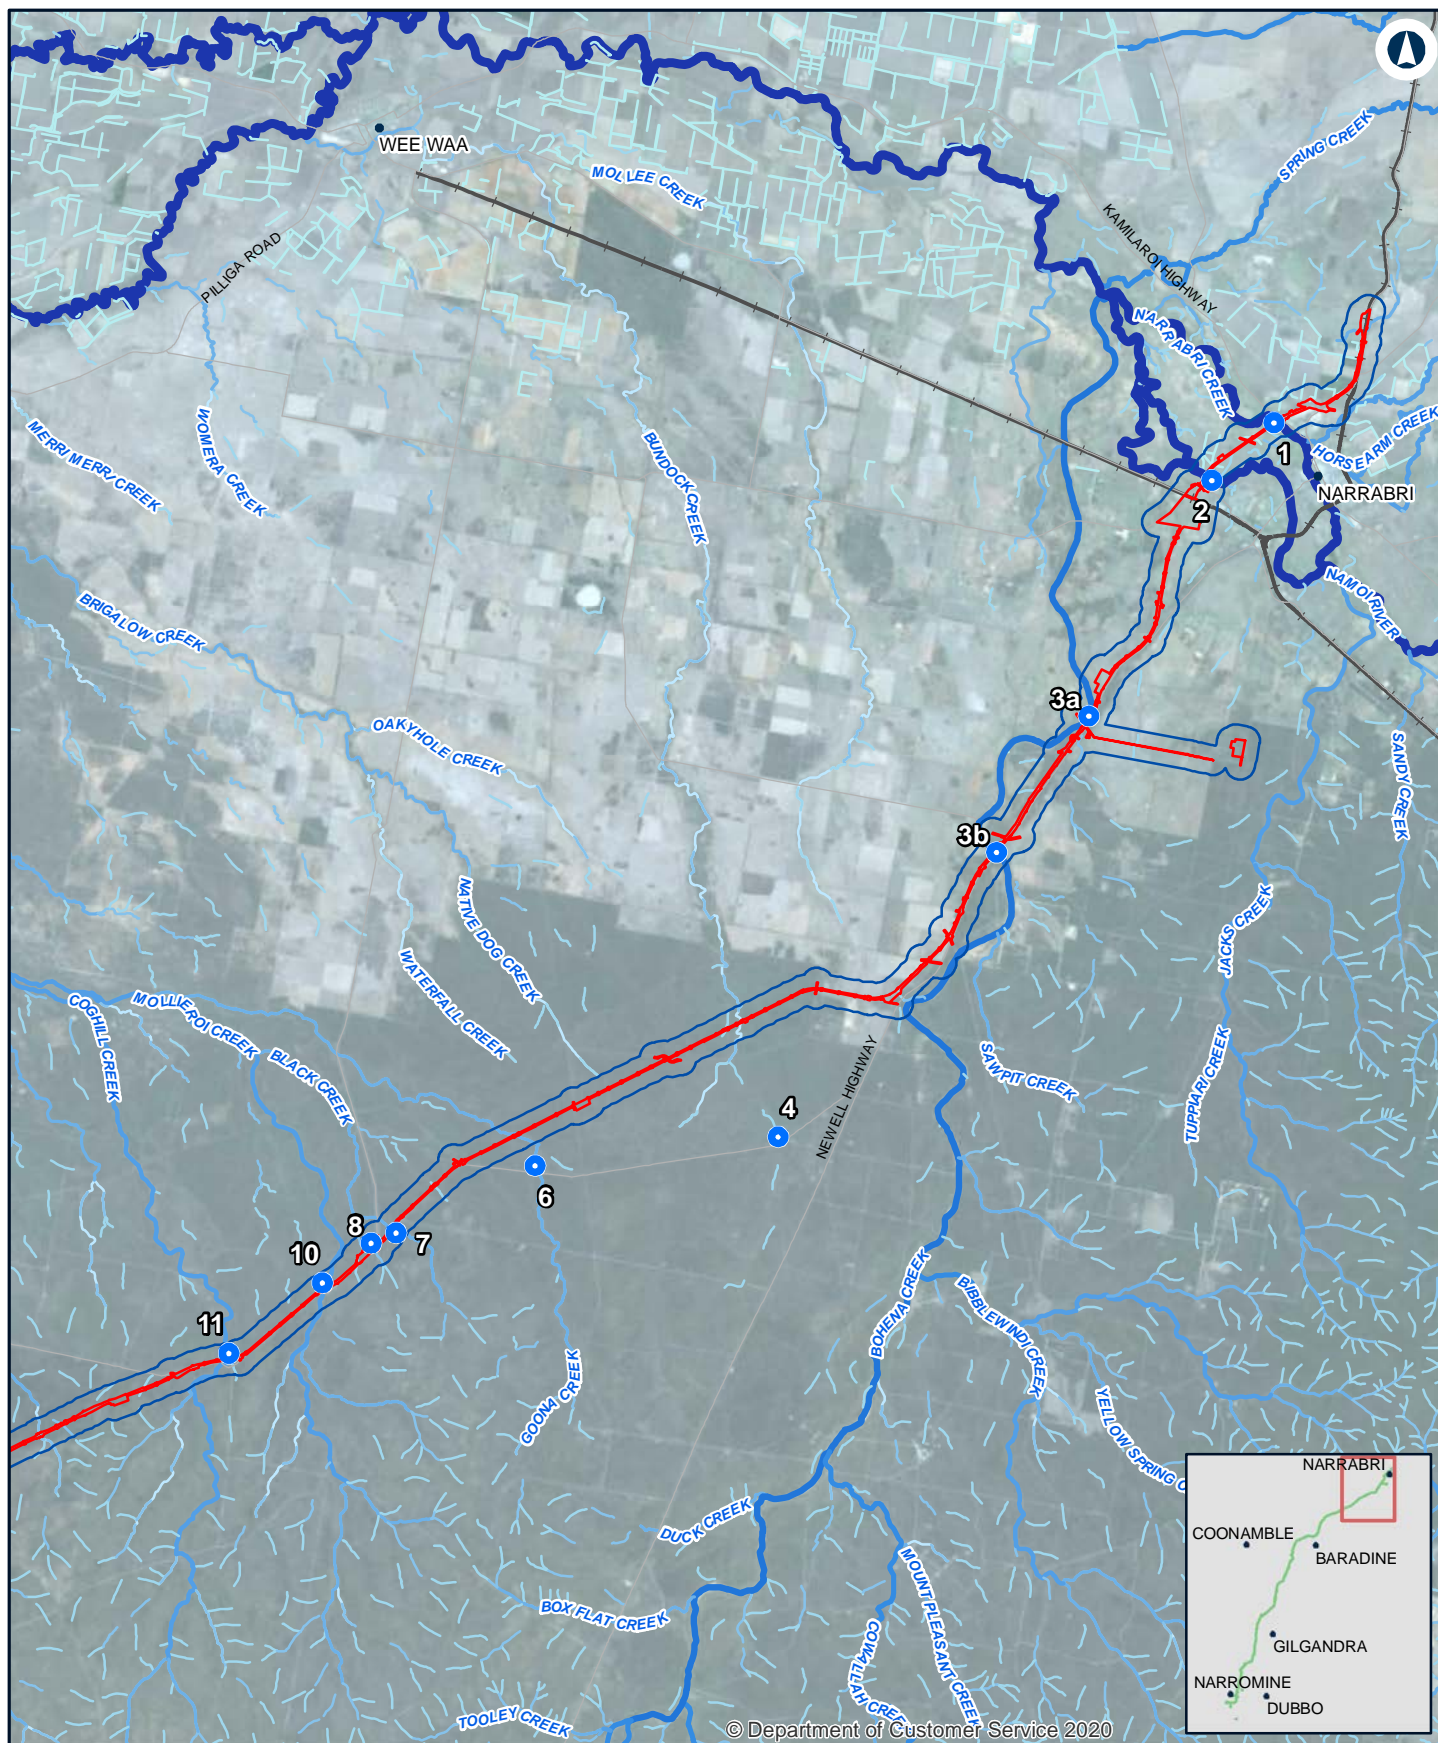 WEE WAA
MOLLEE CREEK
SPRING CREEK
KAMILAROI HIGHWAY
PILLIGA ROAD
NARRABRI CREEK
HORSEARM CREEK
1
NARRABRI
2
MERRI MERRI CREEK
WOMERA CREEK
BUNDOCK CREEK
NAMOI RIVER
BRIGALOW CREEK
3a
OAKYHOLE CREEK
SANDY CREEK
3b
NATIVE DOG CREEK
JACKS CREEK
WATERFALL CREEK
COGHILL CREEK
MOLLIEROI CREEK
BLACK CREEK
SAWPIT CREEK
NEWELL HIGHWAY
TUPPIARI CREEK
4
6
8
7
10
11
BOHENA CREEK
BIBBLEWINDI CREEK
GOONA CREEK
YELLOW SPRING C
DUCK CREEK
MOUNT PLEASANT CREEK
BOX FLAT CREEK
COWALLAH CREE
TOOLEY CREEK
NARRABRI
COONAMBLE
BARADINE
GILGANDRA
NARROMINE
DUBBO
© Department of Customer Service 2020